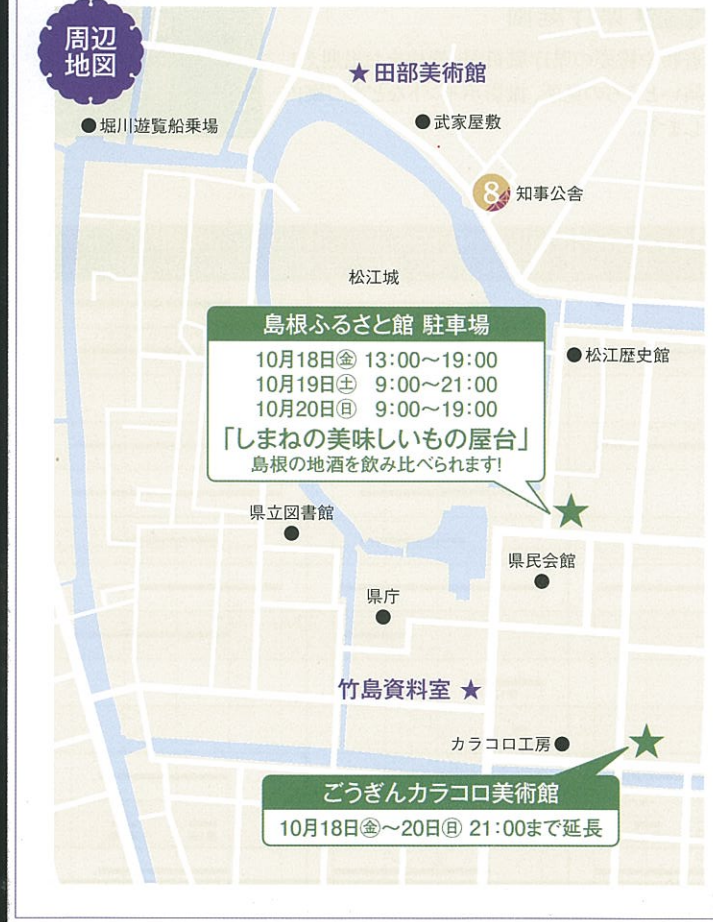 周辺
地図
★田部美術館
●堀川遊覧船乗場
●武家屋敷
8 知事公舎
松江城
島根ふるさと館 駐車場
10月18日㊎ 13:00〜19:00
10月19日㊏ 9:00〜21:00
10月20日㊐ 9:00〜19:00
「しまねの美味しいもの屋台」
島根の地酒を飲み比べられます!
●松江歴史館
県立図書館
県民会館
県庁
竹島資料室 ★
カラコロ工房●
ごうぎんカラコロ美術館
10月18日㊎〜20日㊐ 21:00まで延長